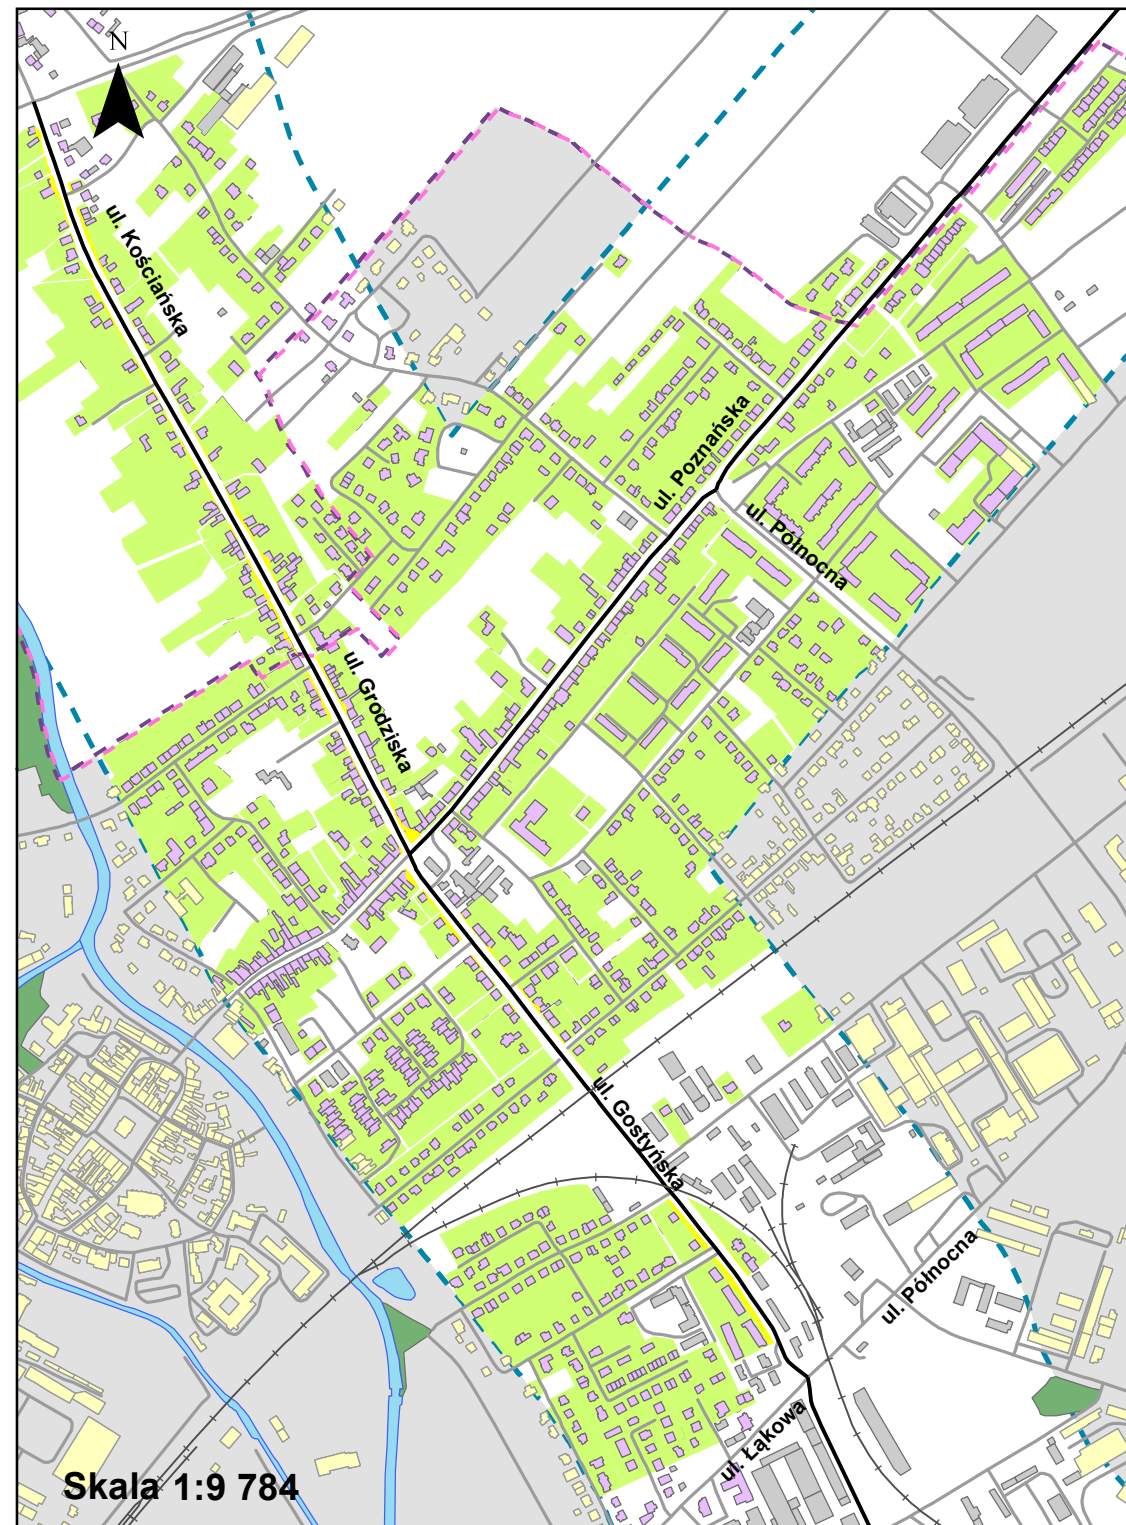 N
ul. Kościańska
ul. Poznańska
ul. Północna
ul. Grodziska
ul. Gostyńska
ul. Północna
ul. Łąkowa
Skala 1:9 784